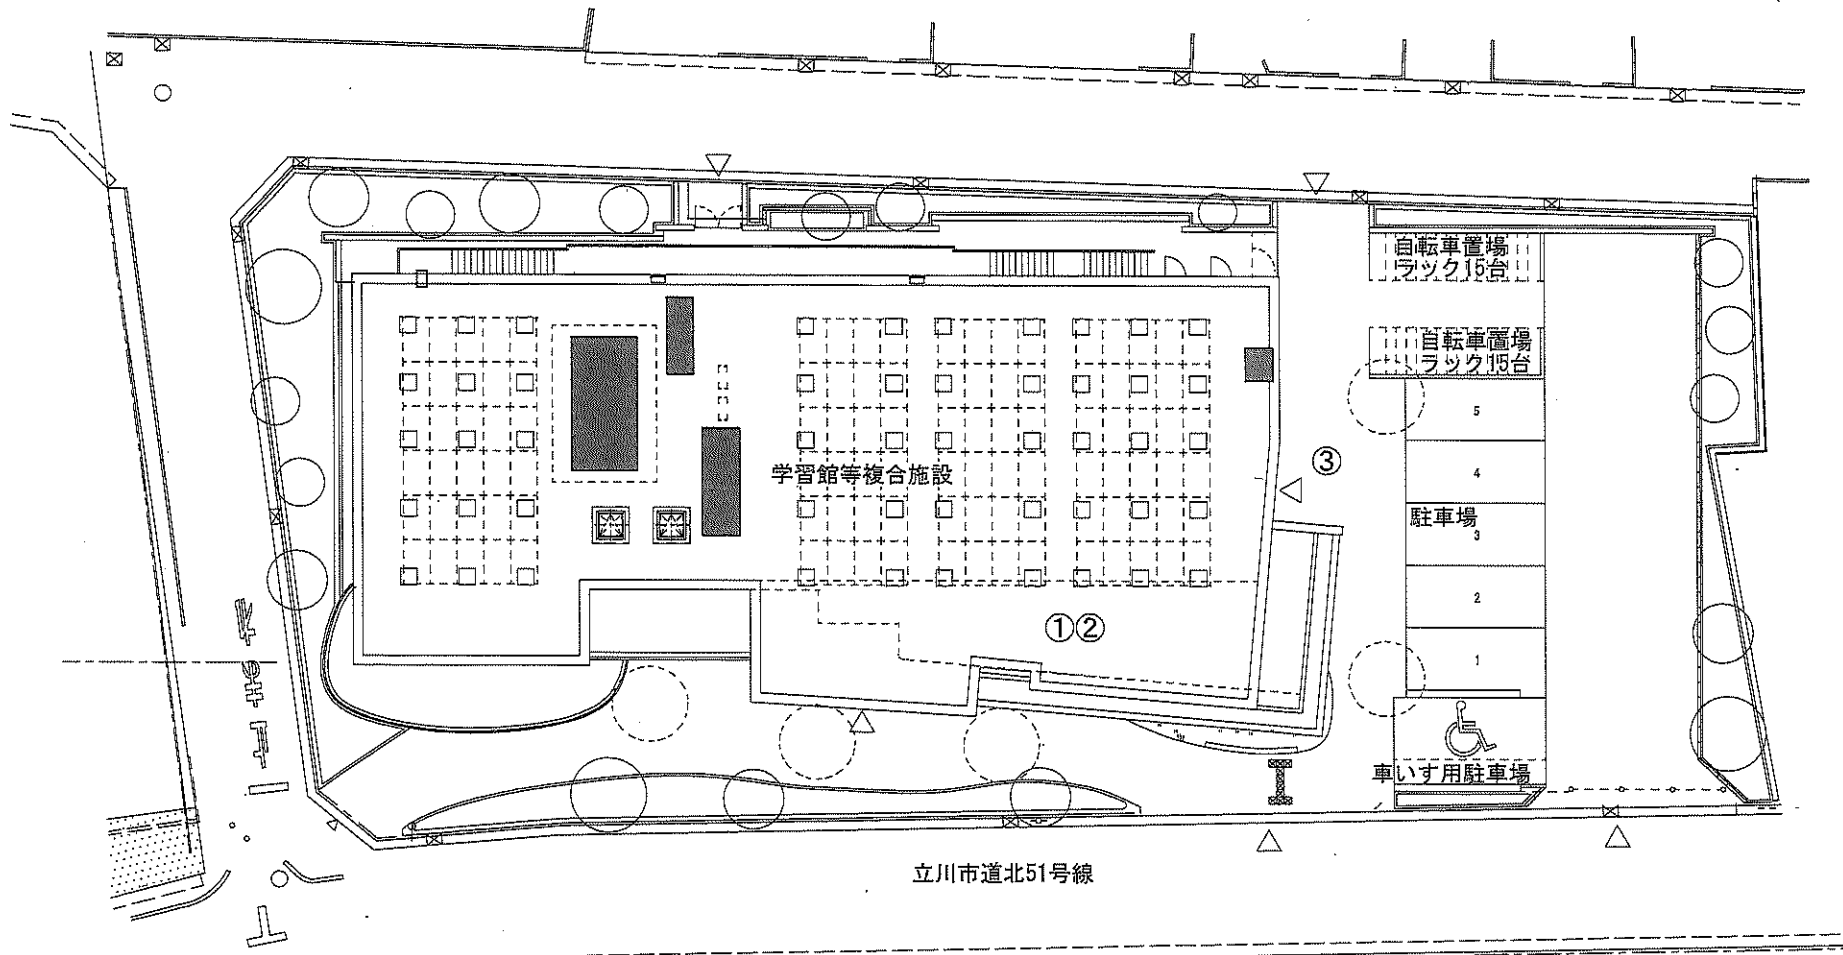 自転車置場
ラック15台
自転車置場
ラック15台
5
4
③
学習館等複合施設
駐車場
3
2
①②
1
車いす用駐車場
立川市道北51号線